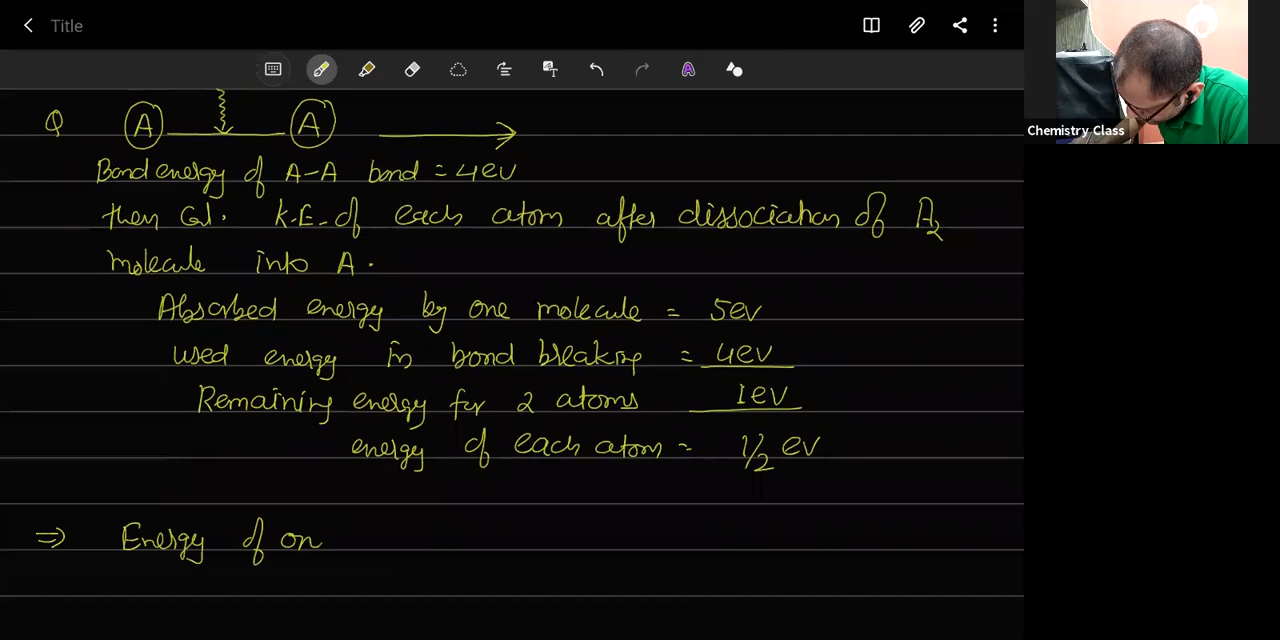 Title
Chemistry Class
Q A A
Bond energy of A-A bond = 4ev
then Cal. K.E. of each atom after dissociation of A2
molecule into A.
Absorbed energy by one molecule = 5ev
used energy in bond breaking = 4ev
Remaining energy for 2 atoms 1ev
energy of each atom = 1/2 ev
⇒ Energy of on